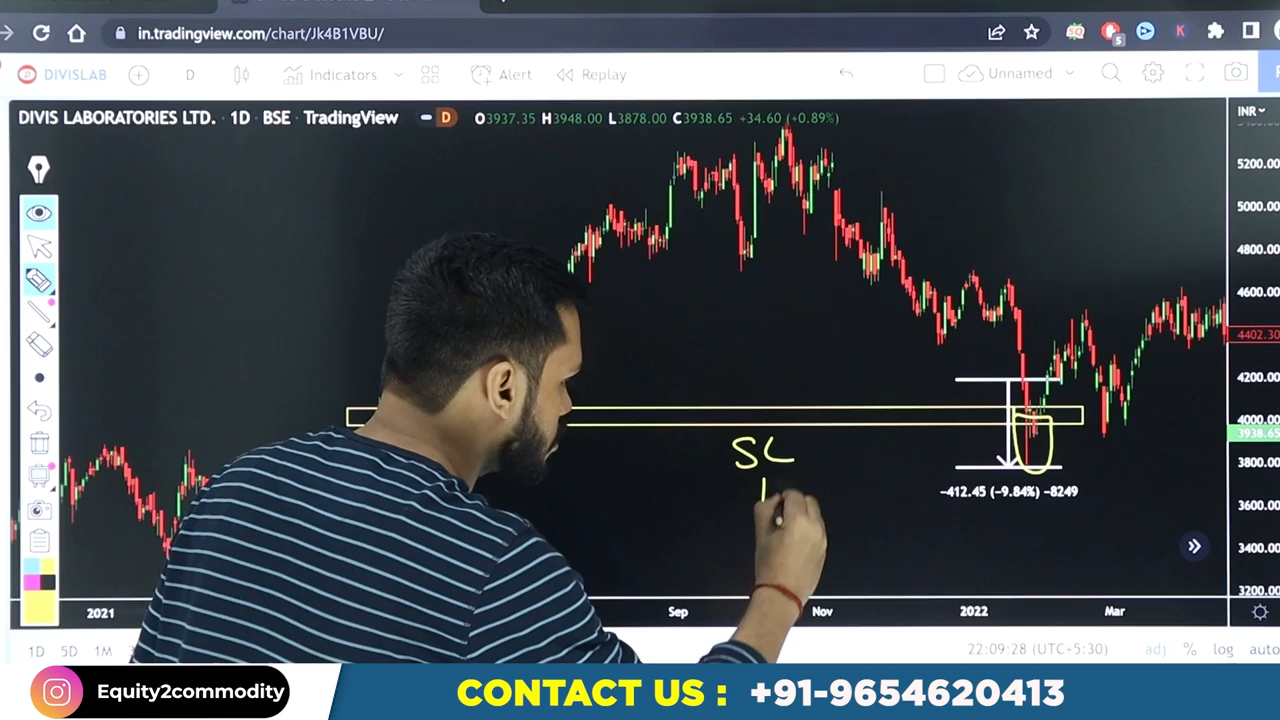 in.tradingview.com/chart/Jk4B1VBU/
5
K
DIVISLAB
D
Indicators
Alert
Replay
Unnamed
DIVIS LABORATORIES LTD. · 1D · BSE · TradingView
D
O3937.35 H3948.00 L3878.00 C3938.65 +34.60 (+0.89%)
INR
5200.00
5000.00
4800.00
4600.00
4402.30
4200.00
4000.00
3938.65
3800.00
3600.00
3400.00
3200.00
−412.45 (−9.84%) −8249
SL
2021
Sep
Nov
2022
Mar
1D 5D 1M
22:09:28 (UTC+5:30)
adj % log auto
Equity2commodity
CONTACT US : +91-9654620413